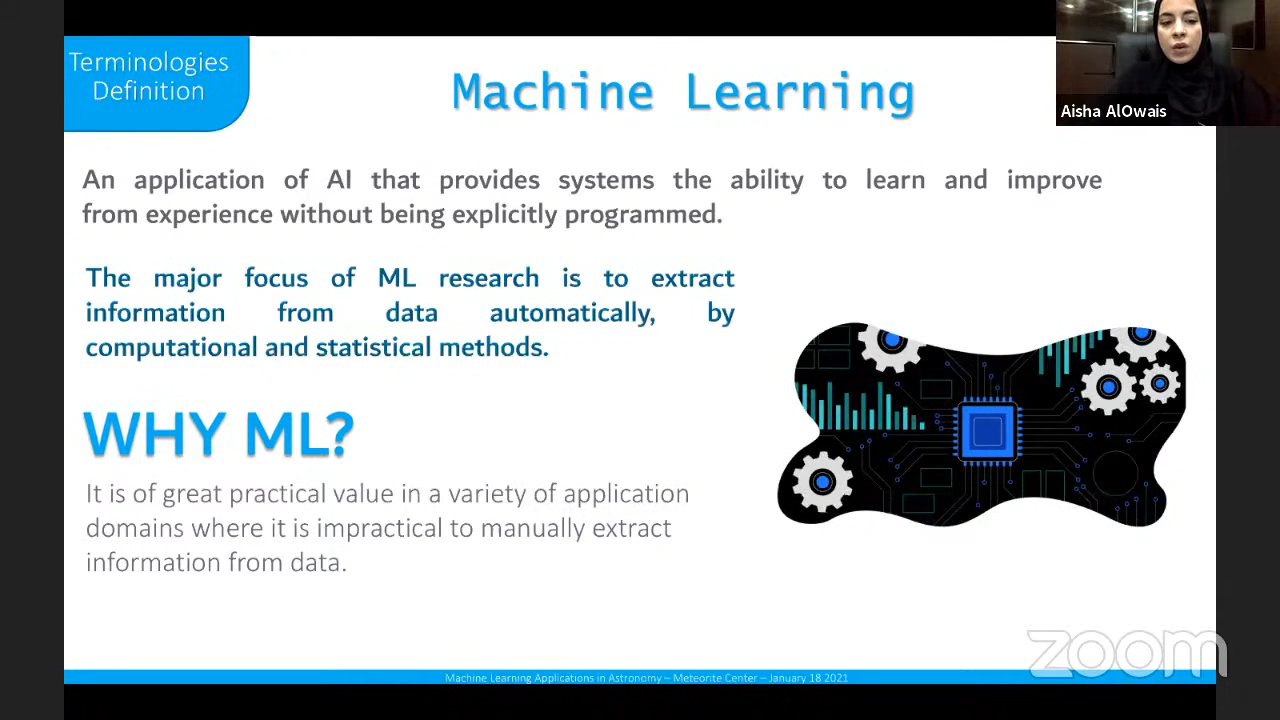 Terminologies
Definition
Machine Learning
Aisha AlOwais
An application of AI that provides systems the ability to learn and improve
from experience without being explicitly programmed.
The major focus of ML research is to extract
information from data automatically, by
computational and statistical methods.
WHY ML?
It is of great practical value in a variety of application
domains where it is impractical to manually extract
information from data.
zoom
Machine Learning Applications in Astronomy – Meteorite Center – January 18 2021